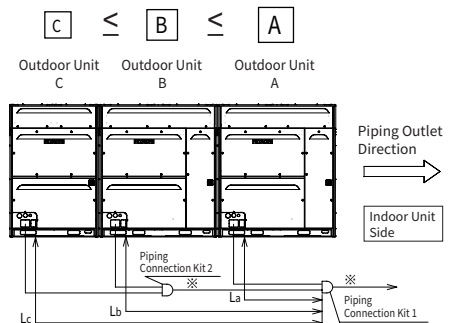 C ≤ B ≤ A
Outdoor Unit C
Outdoor Unit B
Outdoor Unit A
Piping Outlet
Direction
Indoor Unit
Side
Piping
Connection Kit 2
※
※
La
Lb
Lc
Piping
Connection Kit 1